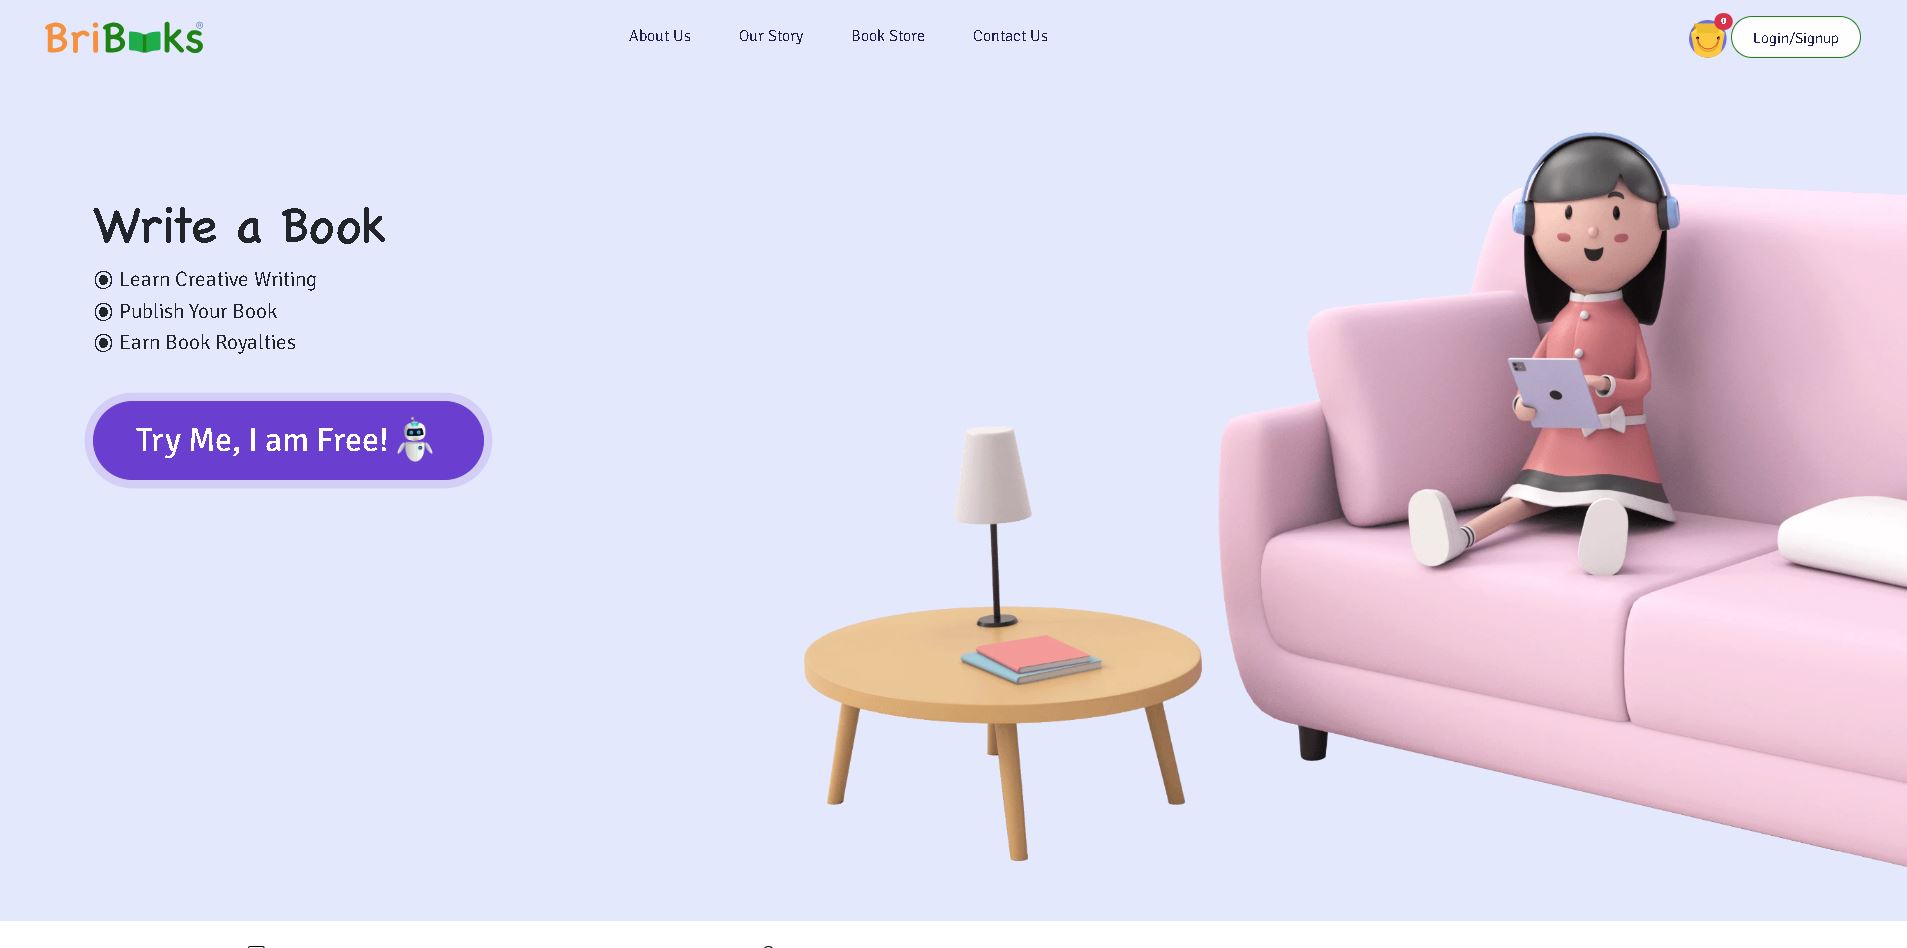 BriBooks®
About Us
Our Story
Book Store
Contact Us
0
Login/Signup
Write a Book
Learn Creative Writing
Publish Your Book
Earn Book Royalties
Try Me, I am Free!